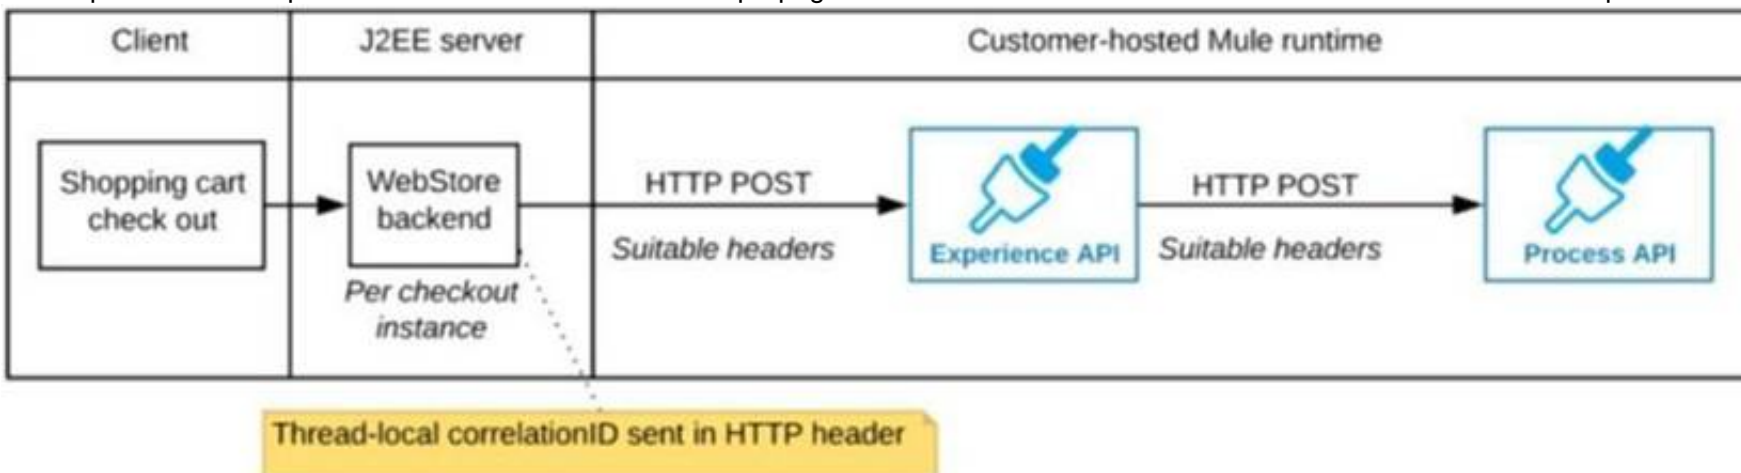 Client
J2EE server
Customer-hosted Mule runtime
Shopping cart
check out
WebStore
backend
Per checkout
instance
HTTP POST
Suitable headers
Experience API
HTTP POST
Suitable headers
Process API
Thread-local correlationID sent in HTTP header